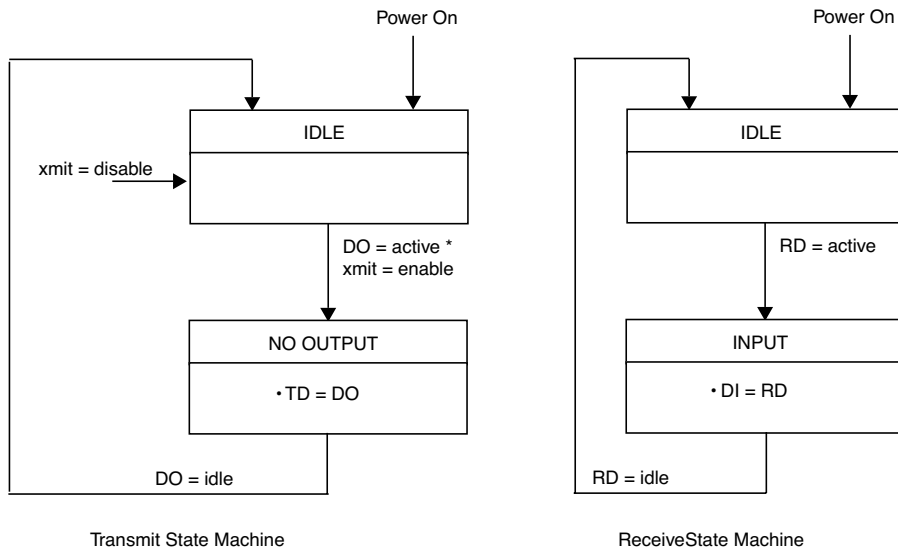 Power On
IDLE
xmit = disable
DO = active *
xmit = enable
NO OUTPUT
• TD = DO
DO = idle
Transmit State Machine
Power On
IDLE
RD = active
INPUT
• DI = RD
RD = idle
ReceiveState Machine